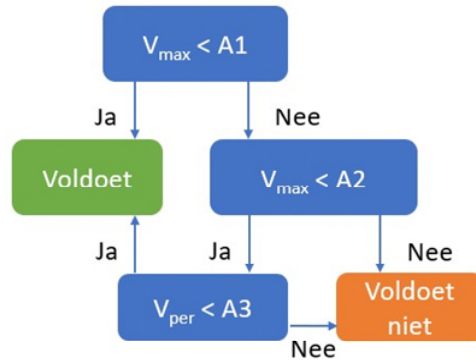 Vmax < A1
Ja
Nee
Voldoet
Vmax < A2
Ja
Ja
Nee
Vper < A3
Voldoet
niet
Nee